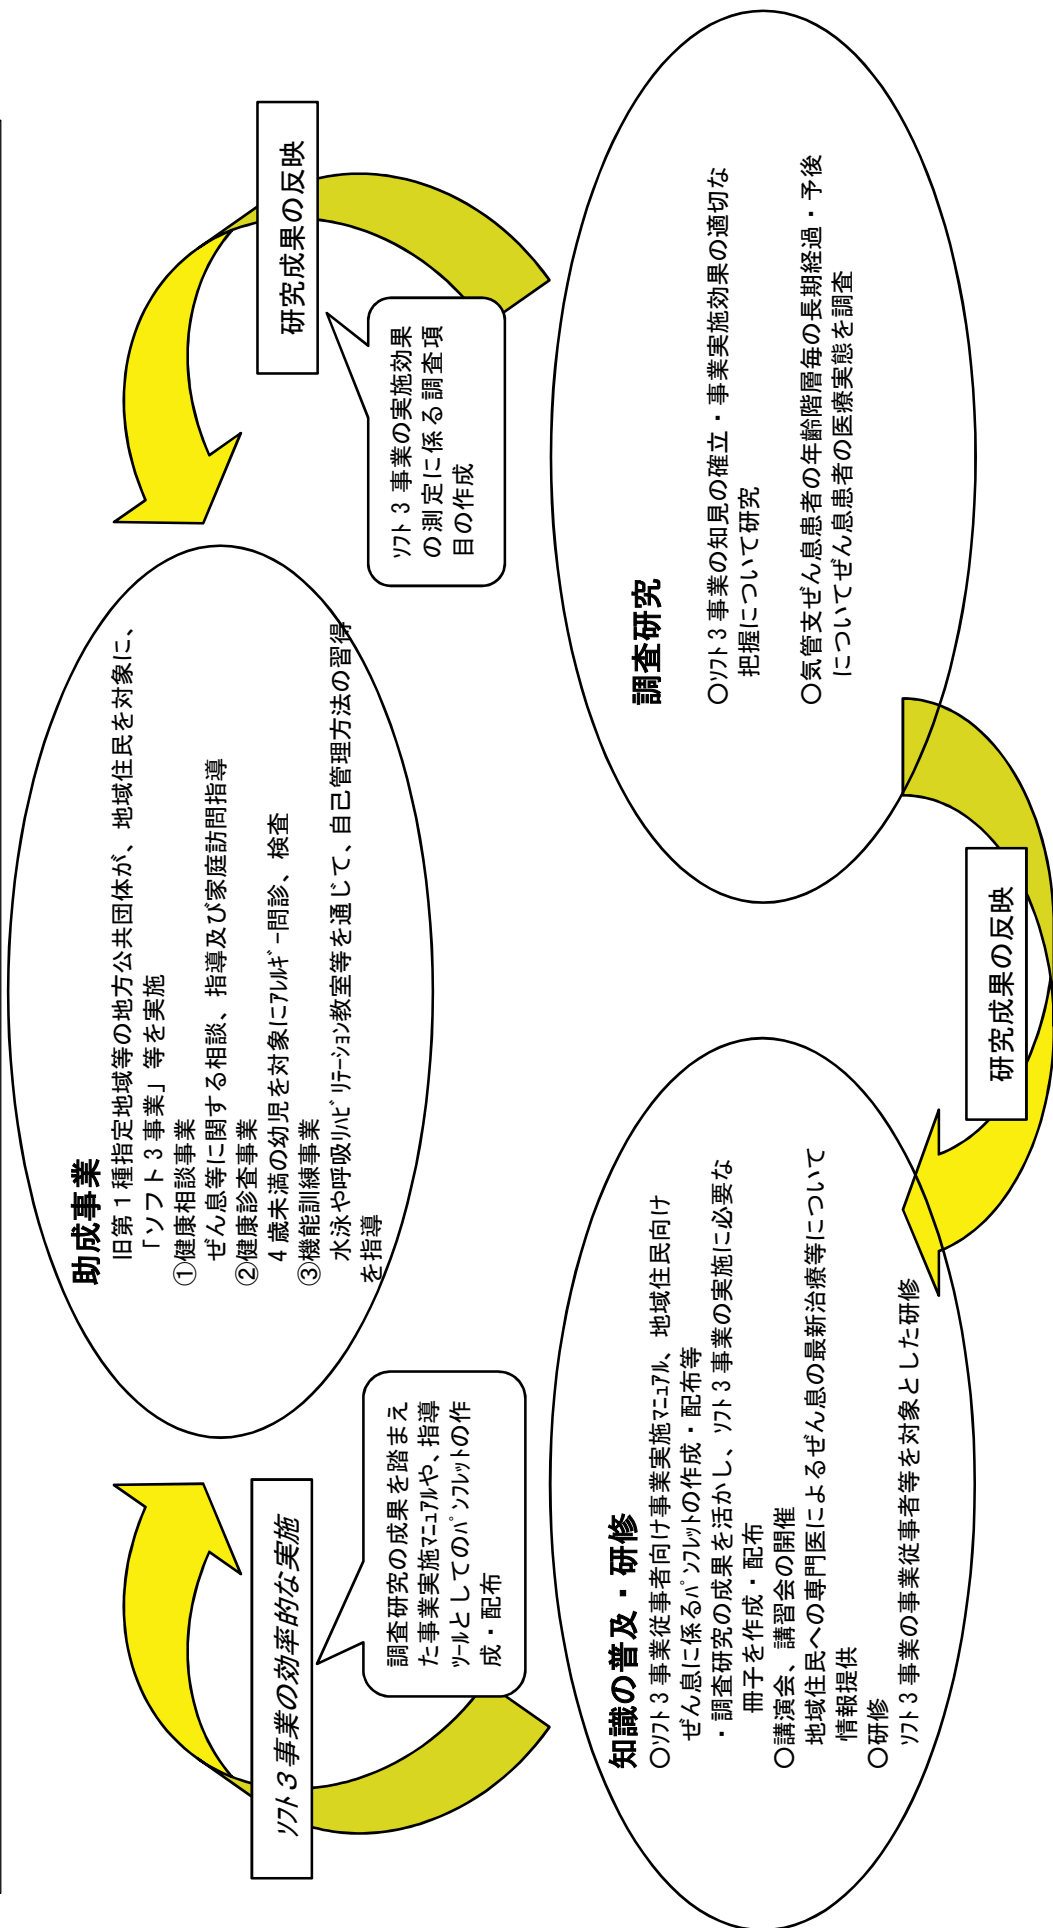 助成事業
旧第１種指定地域等の地方公共団体が、地域住民を対象に、
「ソフト３事業」等を実施
①健康相談事業
ぜん息等に関する相談、指導及び家庭訪問指導
②健康診査事業
４歳未満の幼児を対象にｱﾚﾙｷﾞｰ問診、検査
③機能訓練事業
水泳や呼吸ﾘﾊﾋﾞﾘﾃｰｼｮﾝ教室等を通じて、自己管理方法の習得
を指導
ｿﾌﾄ３事業の効率的な実施
調査研究の成果を踏まえ
た事業実施ﾏﾆｭｱﾙや、指導
ﾂｰﾙとしてのﾊﾟﾝﾌﾚｯﾄの作
成・配布
研究成果の反映
ｿﾌﾄ３事業の実施効果
の測定に係る調査項
目の作成
知識の普及・研修
○ｿﾌﾄ３事業従事者向け事業実施ﾏﾆｭｱﾙ、地域住民向け
ぜん息に係るﾊﾟﾝﾌﾚｯﾄの作成・配布等
・調査研究の成果を活かし、ｿﾌﾄ３事業の実施に必要な
冊子を作成・配布
○講演会、講習会の開催
地域住民への専門医によるぜん息の最新治療等について
情報提供
○研修
ｿﾌﾄ３事業の事業従事者等を対象とした研修
調査研究
○ｿﾌﾄ３事業の知見の確立・事業実施効果の適切な
把握について研究
○気管支ぜん息患者の年齢階層毎の長期経過・予後
についてぜん息患者の医療実態を調査
研究成果の反映